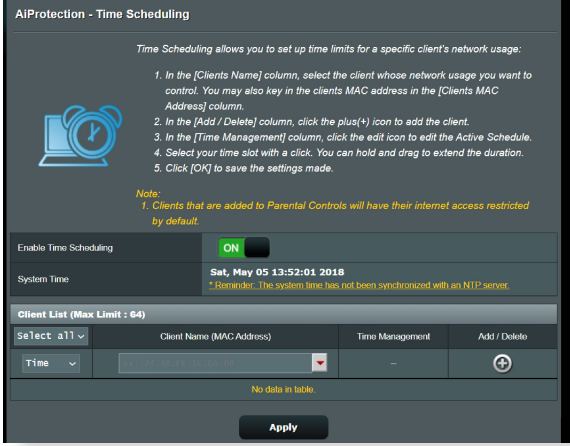 AiProtection - Time Scheduling
Time Scheduling allows you to set up time limits for a specific client's network usage:
1. In the [Clients Name] column, select the client whose network usage you want to
control. You may also key in the clients MAC address in the [Clients MAC
Address] column.
2. In the [Add / Delete] column, click the plus(+) icon to add the client.
3. In the [Time Management] column, click the edit icon to edit the Active Schedule.
4. Select your time slot with a click. You can hold and drag to extend the duration.
5. Click [OK] to save the settings made.
Note:
1. Clients that are added to Parental Controls will have their internet access restricted
by default.
Enable Time Scheduling ON
System Time
Sat, May 05 13:52:01 2018
* Reminder: The system time has not been synchronized with an NTP server.
Client List (Max Limit : 64)
Select all Client Name (MAC Address) Time Management Add / Delete
Time –
No data in table.
Apply